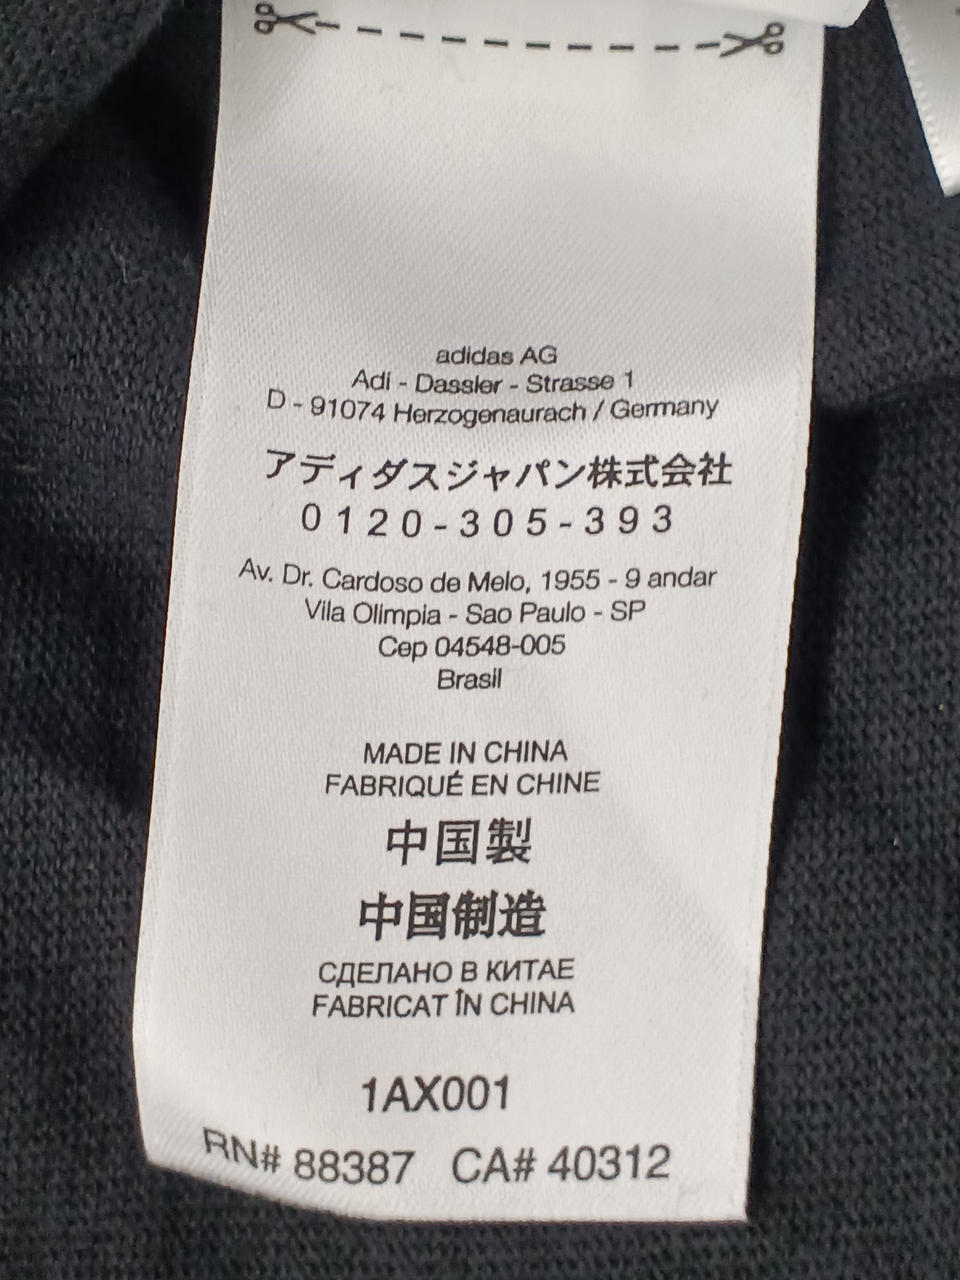 adidas AG
Adi - Dassler - Strasse 1
D - 91074 Herzogenaurach / Germany
アディダスジャパン株式会社
0120-305-393
Av. Dr. Cardoso de Melo, 1955 - 9 andar
Vila Olimpia - Sao Paulo - SP
Cep 04548-005
Brasil
MADE IN CHINA
FABRIQUÉ EN CHINE
中国製
中国制造
СДЕЛАНО В КИТАЕ
FABRICAT ÎN CHINA
1AX001
RN# 88387 CA# 40312